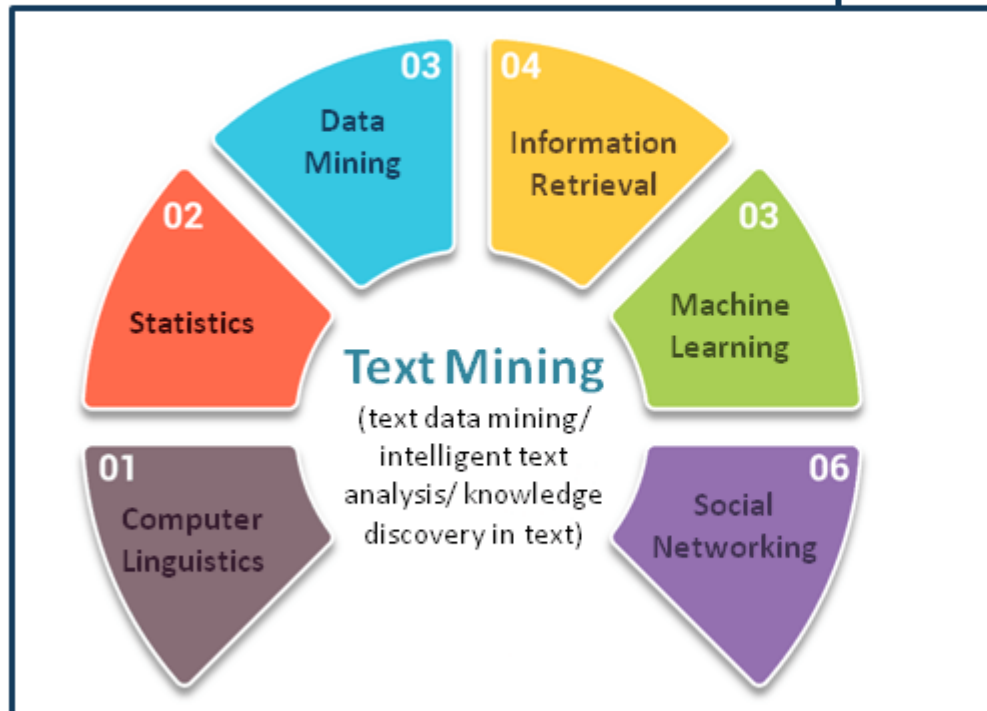 01
Computer
Linguistics
02
Statistics
03
Data
Mining
04
Information
Retrieval
03
Machine
Learning
06
Social
Networking
Text Mining
(text data mining/
intelligent text
analysis/ knowledge
discovery in text)